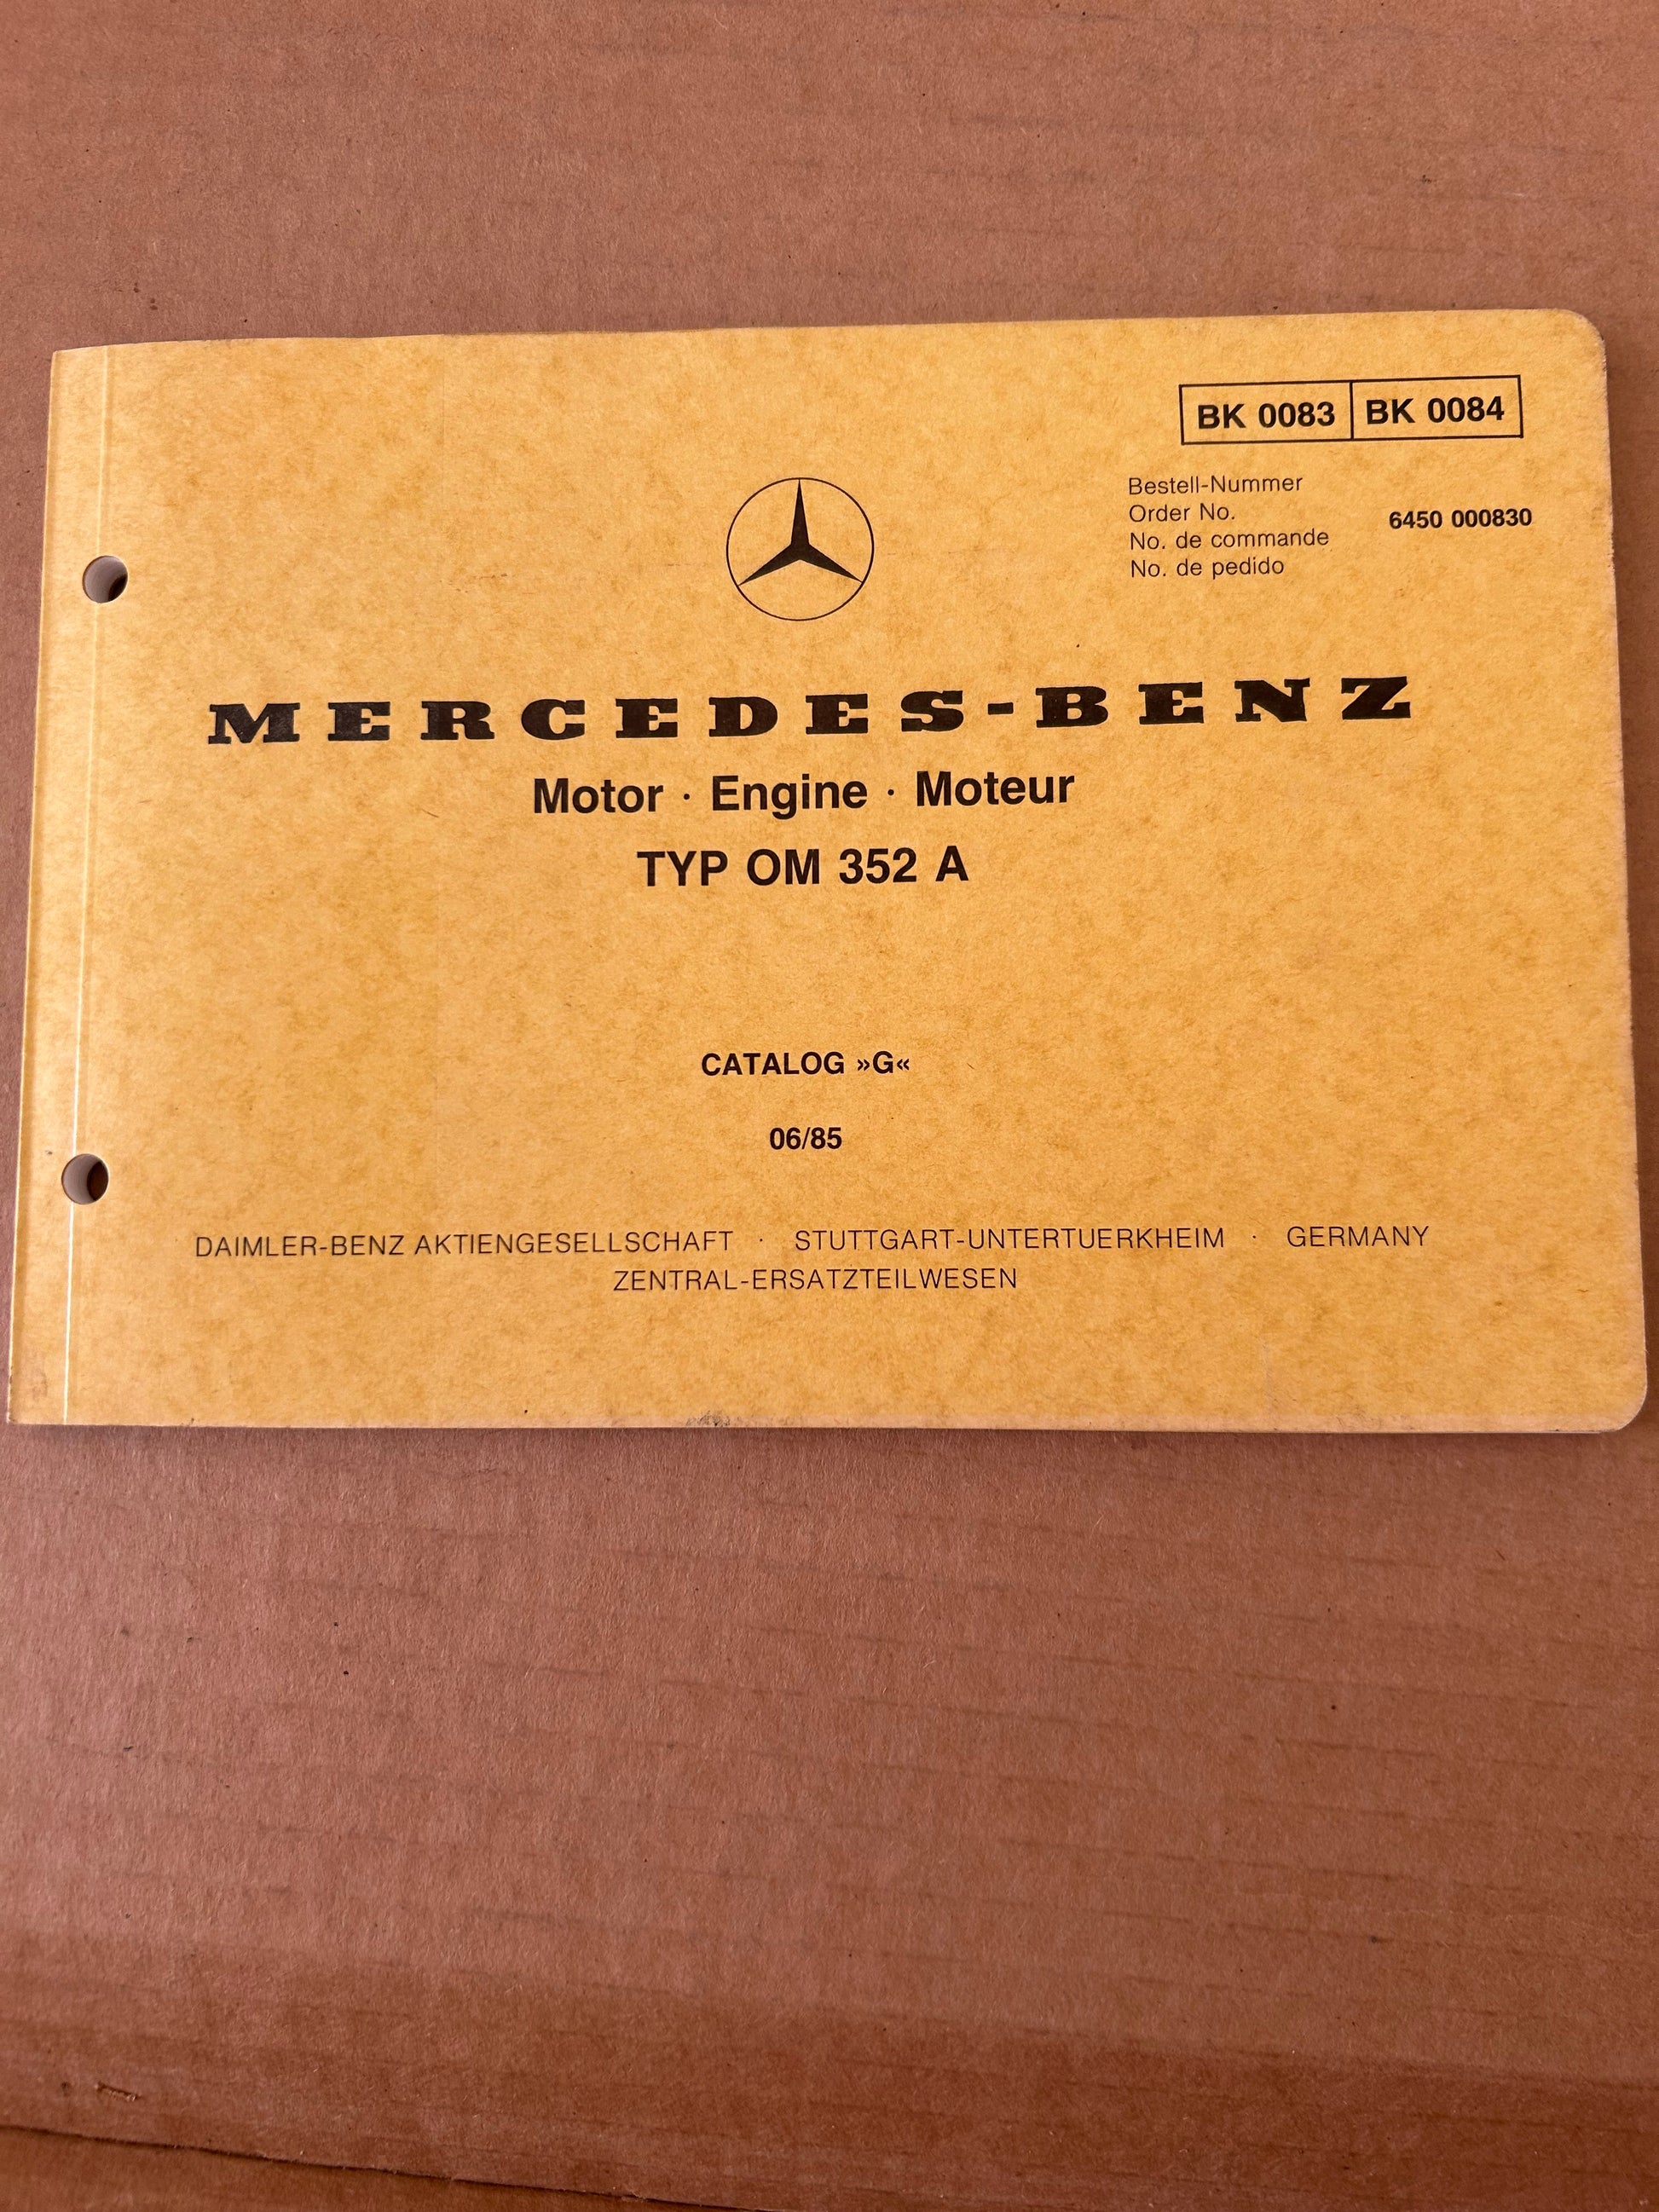 BK 0083 BK 0084
Bestell-Nummer
Order No.
No. de commande
No. de pedido
6450 000830
MERCEDES-BENZ
Motor · Engine · Moteur
TYP OM 352 A
CATALOG »G«
06/85
DAIMLER-BENZ AKTIENGESELLSCHAFT · STUTTGART-UNTERTUERKHEIM · GERMANY
ZENTRAL-ERSATZTEILWESEN